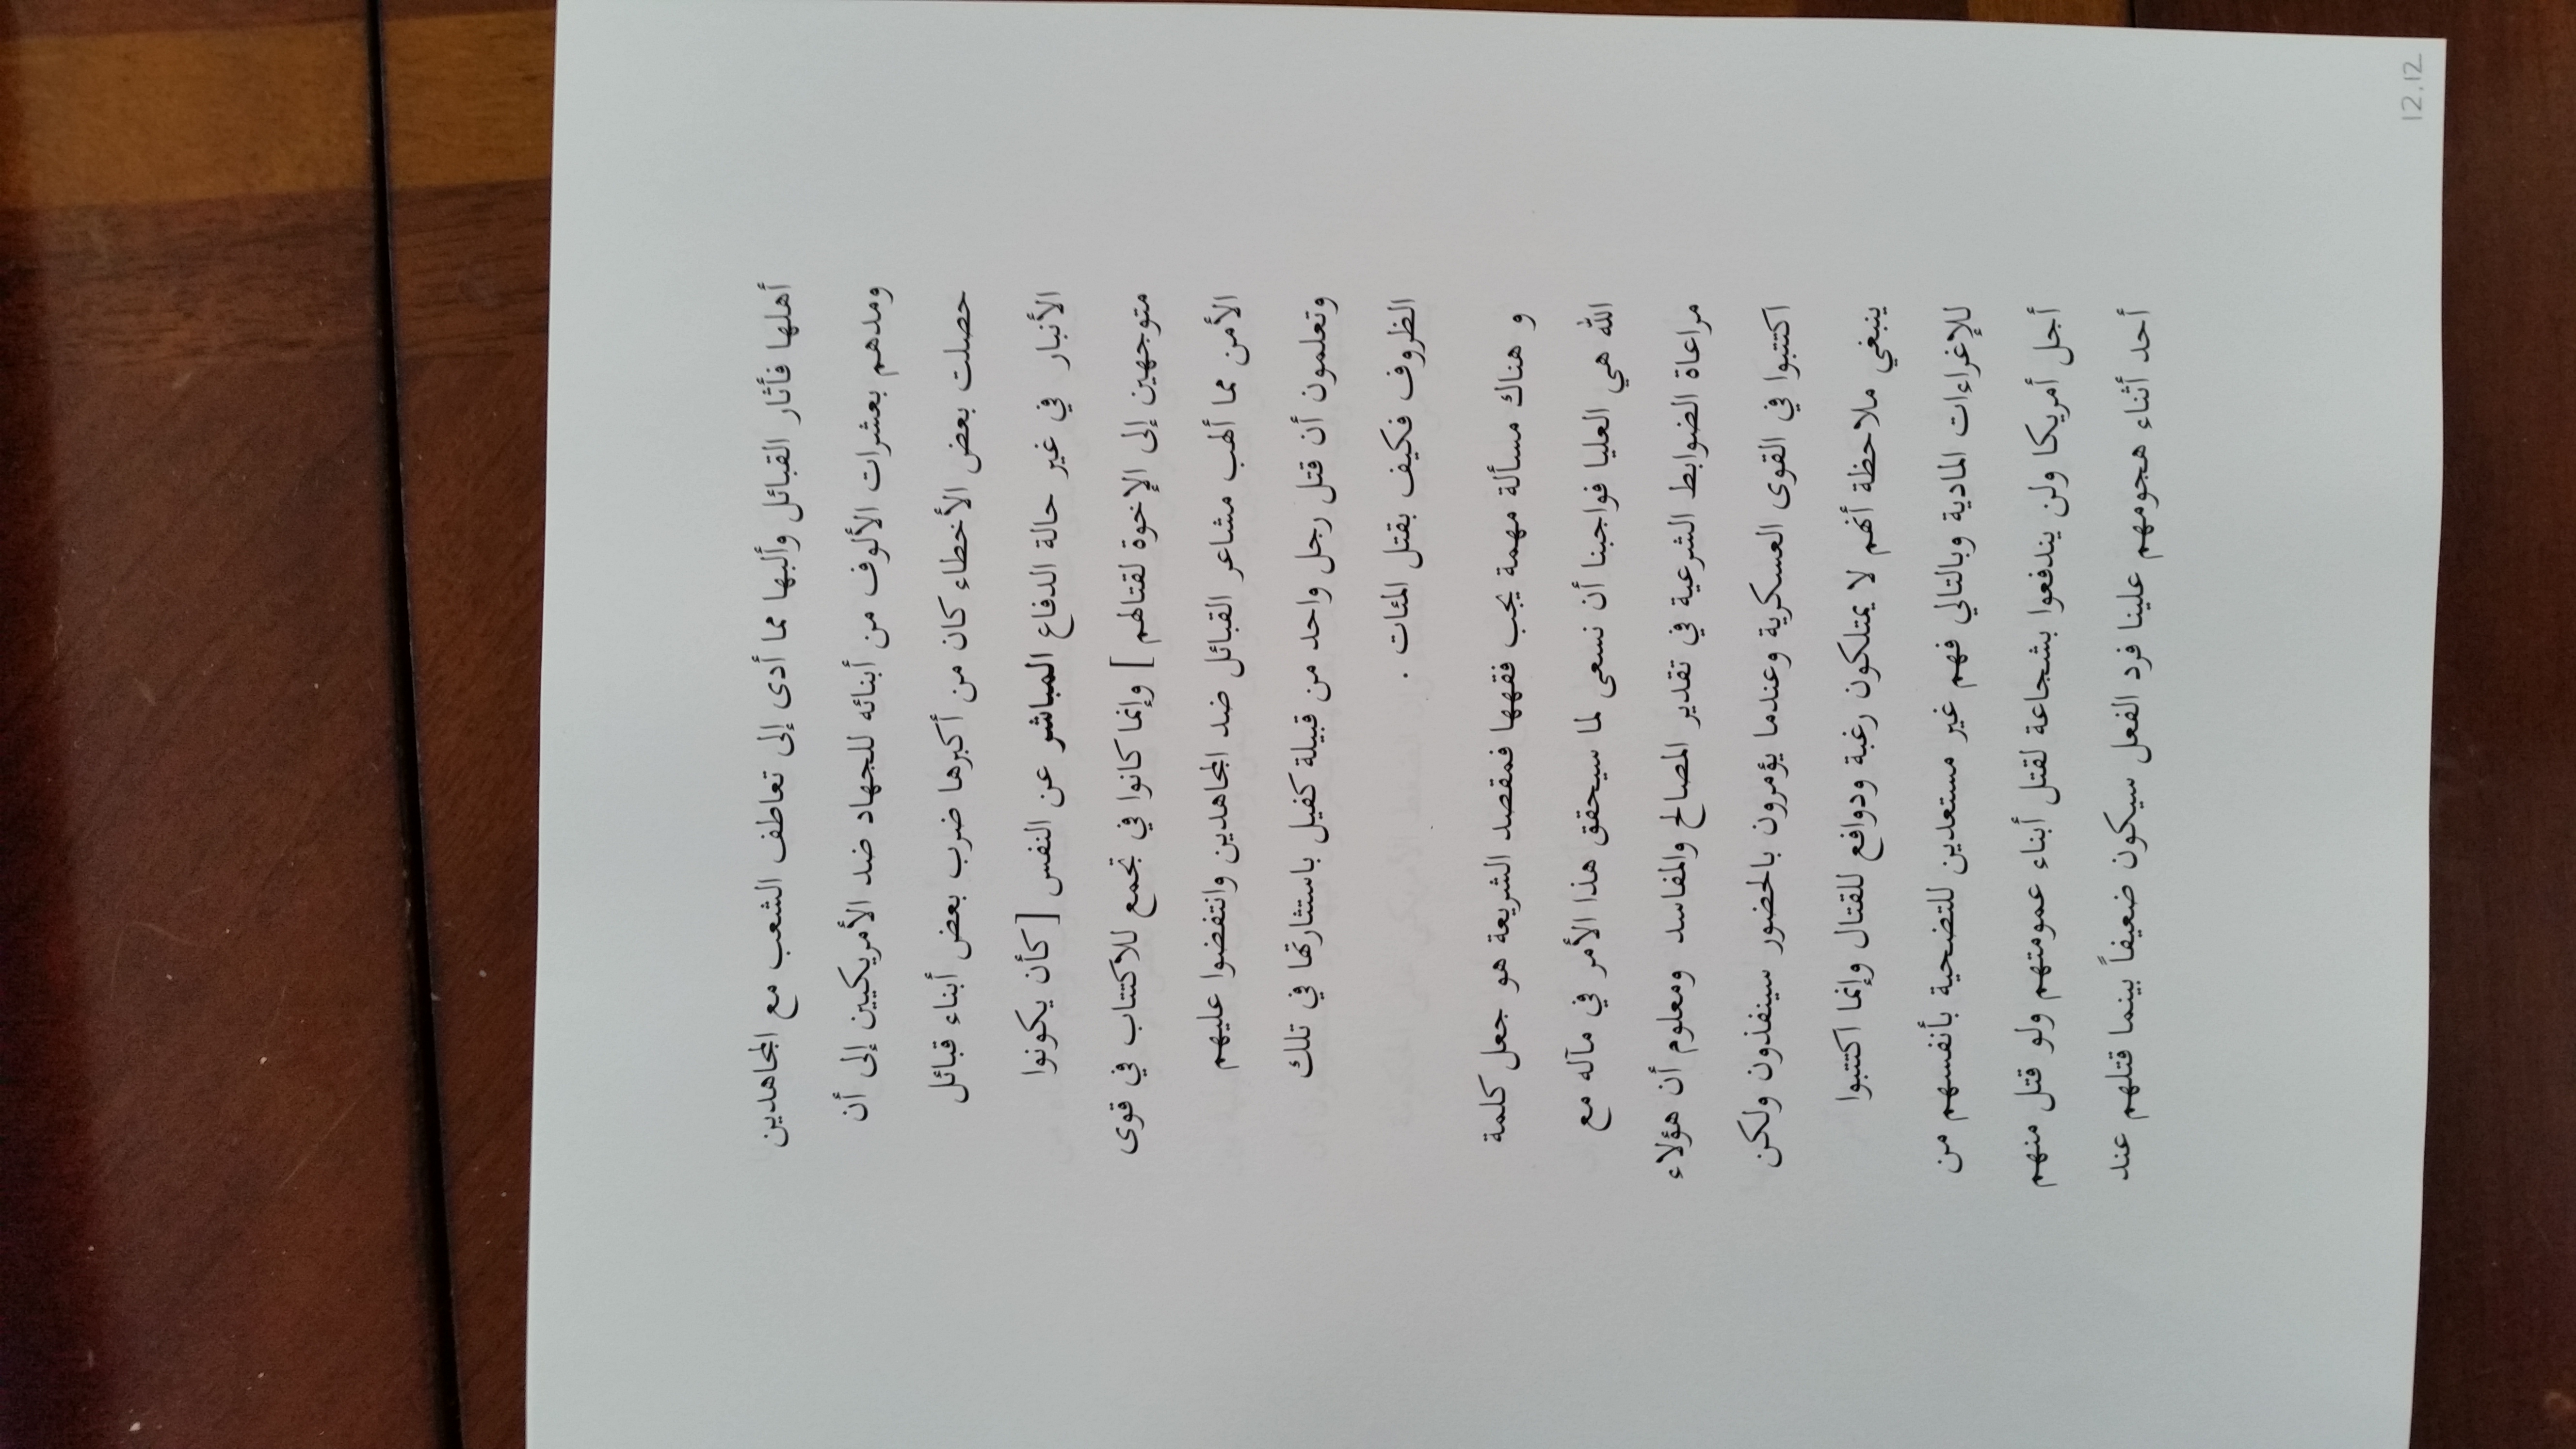 12.12
أهلها فأثار القبائل وألبها مما أدى إلى تعاطف الشعب مع المجاهدين
ومدهم بعشرات الألوف من أبنائه للجهاد ضد الأمريكيين إلى أن
حصلت بعض الأخطاء كان من أكبرها ضرب بعض أبناء قبائل
الأنبار في غير حالة الدفاع المباشر عن النفس [كأن يكونوا
متوجهين إلى الإخوة لقتالهم] وإنما كانوا في تجمع للاكتتاب في قوى
الأمن مما ألهب مشاعر القبائل ضد المجاهدين وانتفضوا عليهم
وتعلمون أن قتل رجل واحد من قبيلة كفيل باستثارتها في تلك
الظروف فكيف بقتل المئات .
و هناك مسألة مهمة يجب فقهها فمقصد الشريعة هو جعل كلمة
الله هي العليا فواجبنا أن نسعى لما سيحقق هذا الأمر في مآله مع
مراعاة الضوابط الشرعية في تقدير المصالح والمفاسد ومعلوم أن هؤلاء
اكتتبوا في القوى العسكرية وعندما يؤمرون بالحضور سينفذون ولكن
ينبغي ملاحظة أنهم لا يمتلكون رغبة ودوافع للقتال وإنما اكتتبوا
للإغراءات المادية وبالتالي فهم غير مستعدين للتضحية بأنفسهم من
أجل أمريكا ولن يندفعوا بشجاعة لقتل أبناء عمومتهم ولو قتل منهم
أحد أثناء هجومهم علينا فرد الفعل سيكون ضعيفاً بينما قتلهم عند